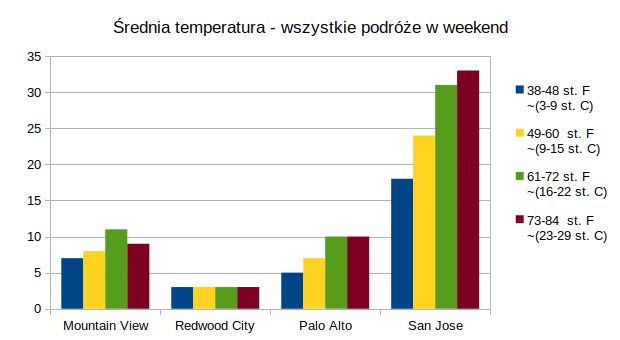 Średnia temperatura - wszystkie podróże w weekend
35
30
25
20
15
10
5
0
Mountain View
Redwood City
Palo Alto
San Jose
38-48 st. F
~(3-9 st. C)
49-60  st. F
~(9-15 st. C)
61-72 st. F
~(16-22 st. C)
73-84  st. F
~(23-29 st. C)